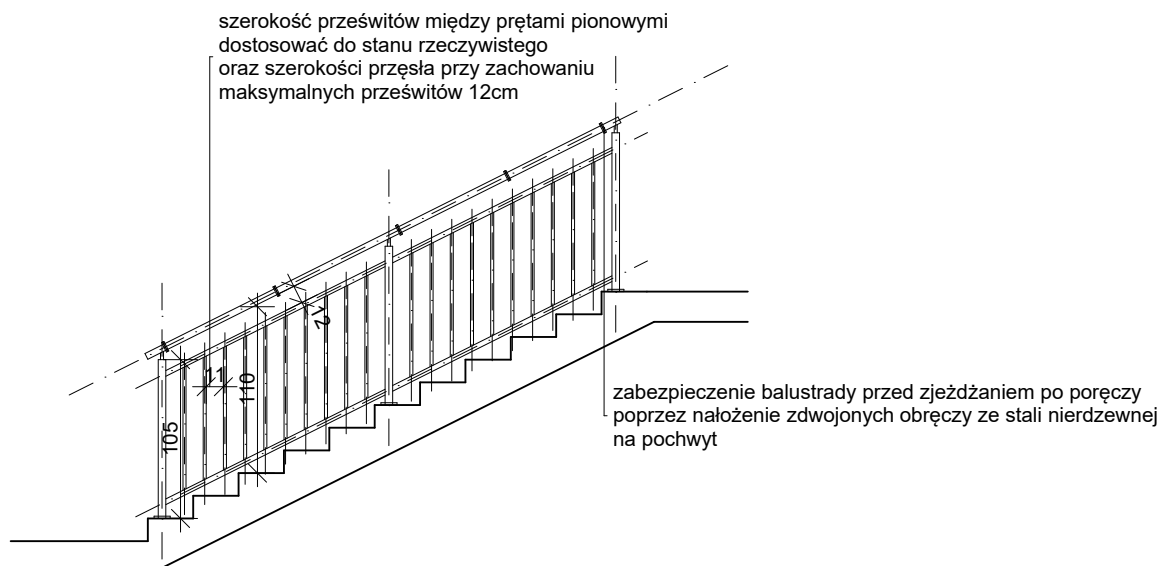 szerokość prześwitów między prętami pionowymi
dostosować do stanu rzeczywistego
oraz szerokości przęsła przy zachowaniu
maksymalnych prześwitów 12cm
12
11
110
105
zabezpieczenie balustrady przed zjeżdżaniem po poręczy
poprzez nałożenie zdwojonych obręczy ze stali nierdzewnej
na pochwyt